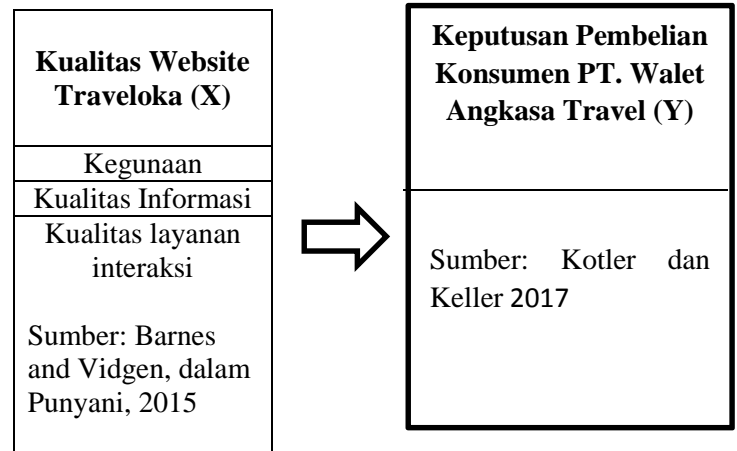 Kualitas Website
Traveloka (X)
Kegunaan
Kualitas Informasi
Kualitas layanan
interaksi
Sumber: Barnes
and Vidgen, dalam
Punyani, 2015
Keputusan Pembelian
Konsumen PT. Walet
Angkasa Travel (Y)
Sumber: Kotler dan
Keller 2017